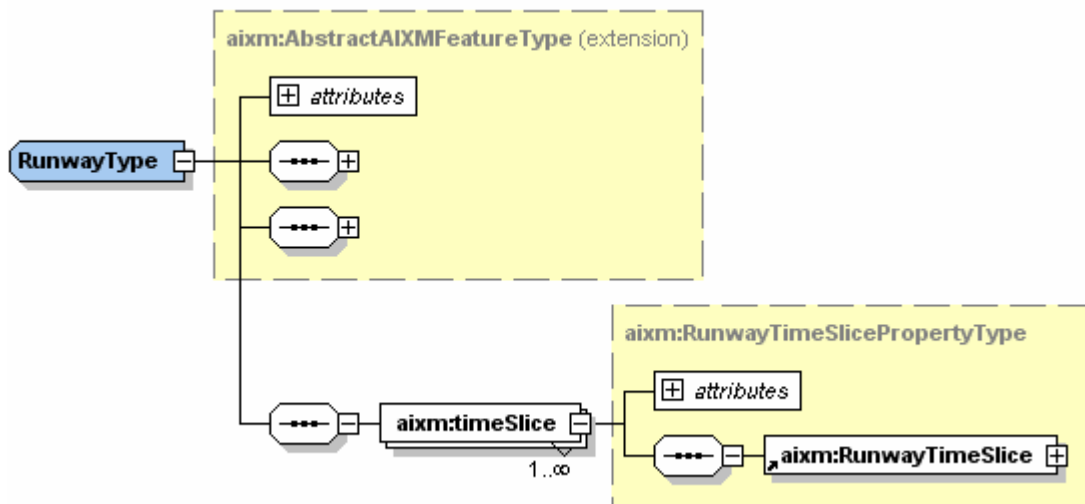 aixm:AbstractAIXMFeatureType (extension)
attributes
RunwayType
aixm:RunwayTimeSlicePropertyType
attributes
aixm:timeSlice
1..∞
aixm:RunwayTimeSlice